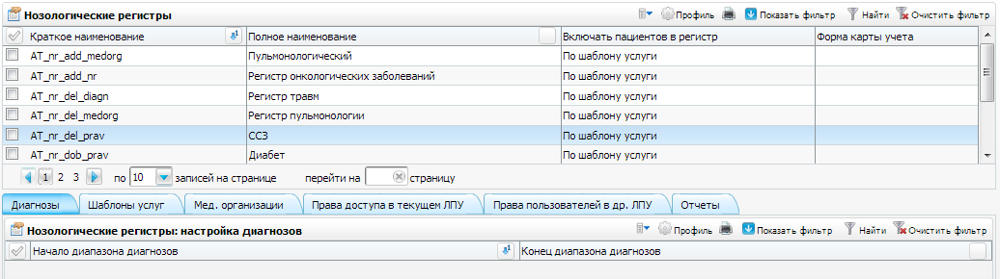 Нозологические регистры Профиль Показать фильтр Найти Очистить фильтр
Краткое наименование Полное наименование Включать пациентов в регистр Форма карты учета
AT_nr_add_medorg Пульмонологический По шаблону услуги
AT_nr_add_nr Регистр онкологических заболеваний По шаблону услуги
AT_nr_del_diagn Регистр травм По шаблону услуги
AT_nr_del_medorg Регистр пульмонологии По шаблону услуги
AT_nr_del_prav ССЗ По шаблону услуги
AT_nr_dob_prav Диабет По шаблону услуги
1 2 3 по 10 записей на странице перейти на страницу
Диагнозы Шаблоны услуг Мед. организации Права доступа в текущем ЛПУ Права пользователей в др. ЛПУ Отчеты
Нозологические регистры: настройка диагнозов Профиль Показать фильтр Найти Очистить фильтр
Начало диапазона диагнозов Конец диапазона диагнозов